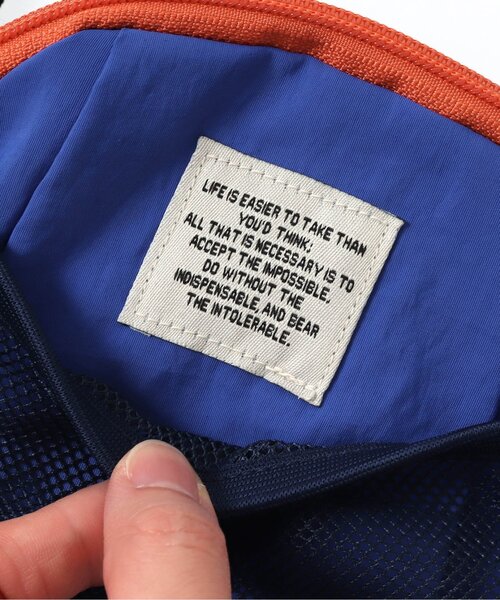 LIFE IS EASIER TO TAKE THAN
YOU'D THINK;
ALL THAT IS NECESSARY IS TO
ACCEPT THE IMPOSSIBLE,
DO WITHOUT THE
INDISPENSABLE, AND BEAR
THE INTOLERABLE.